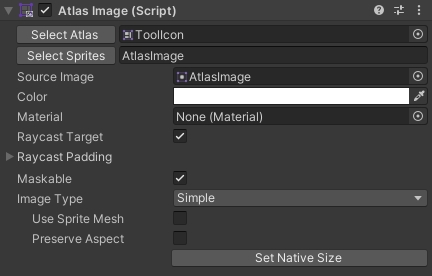 Atlas Image (Script)
Select Atlas ToolIcon
Select Sprites AtlasImage
Source Image AtlasImage
Color
Material None (Material)
Raycast Target
Raycast Padding
Maskable
Image Type Simple
Use Sprite Mesh
Preserve Aspect
Set Native Size